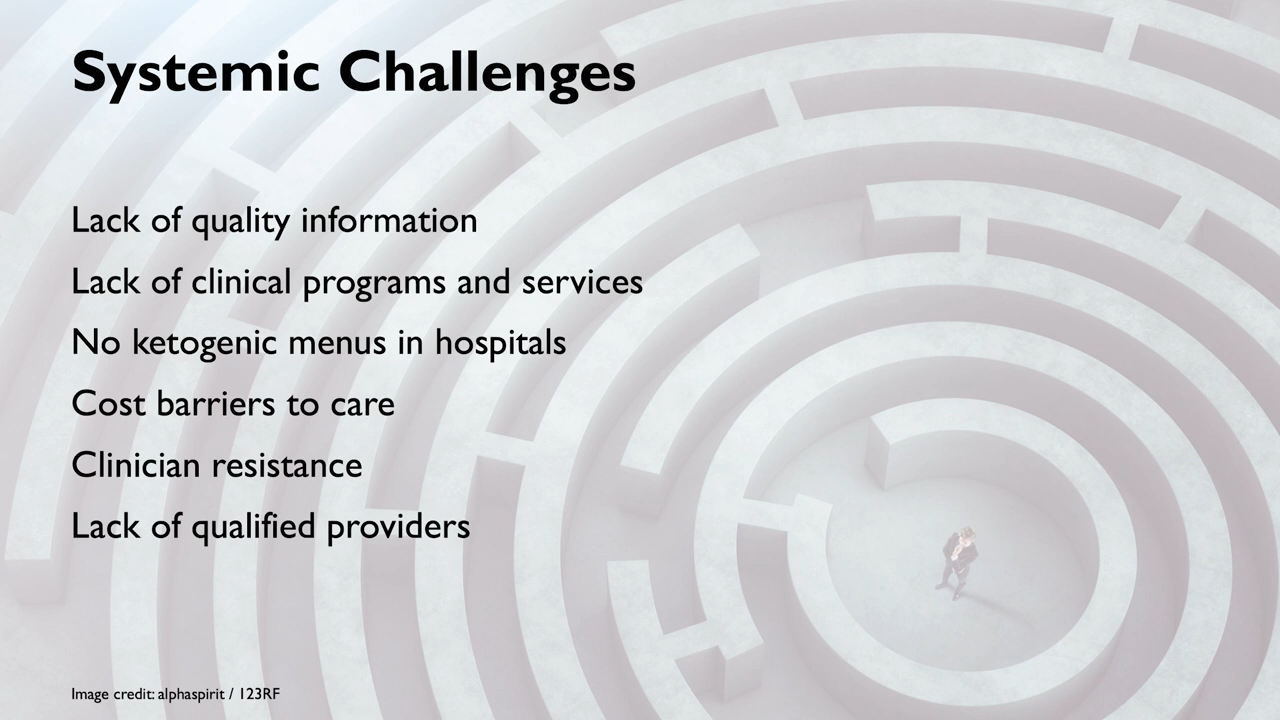 Systemic Challenges
Lack of quality information
Lack of clinical programs and services
No ketogenic menus in hospitals
Cost barriers to care
Clinician resistance
Lack of qualified providers
Image credit: alphaspirit / 123RF